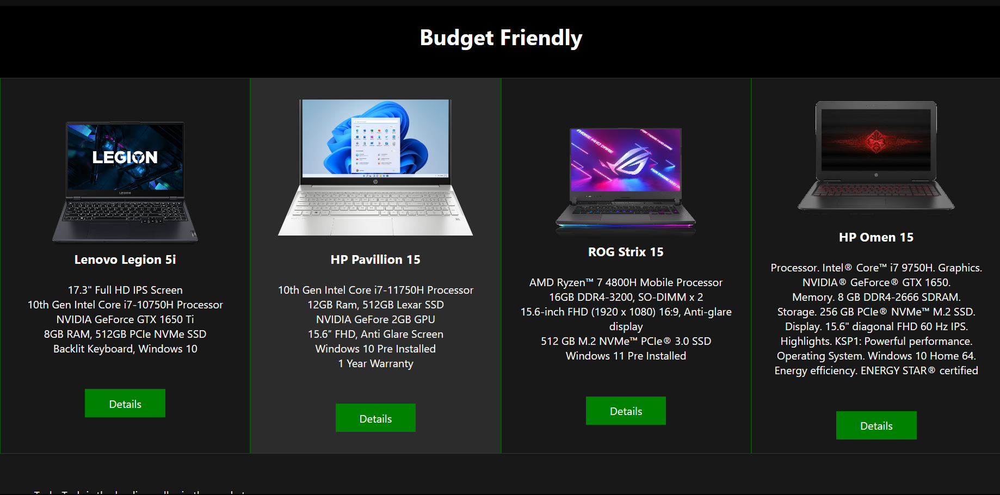 Budget Friendly
LEGION
LEGION
Lenovo Legion 5i
17.3" Full HD IPS Screen
10th Gen Intel Core i7-10750H Processor
NVIDIA GeForce GTX 1650 Ti
8GB RAM, 512GB PCIe NVMe SSD
Backlit Keyboard, Windows 10
Details
HP Pavillion 15
10th Gen Intel Core i7-11750H Processor
12GB Ram, 512GB Lexar SSD
NVIDIA GeFore 2GB GPU
15.6” FHD, Anti Glare Screen
Windows 10 Pre Installed
1 Year Warranty
Details
THOSE WHO DARE
FOR THOSE WHO DARE
ROG Strix 15
AMD Ryzen™ 7 4800H Mobile Processor
16GB DDR4-3200, SO-DIMM x 2
15.6-inch FHD (1920 x 1080) 16:9, Anti-glare
display
512 GB M.2 NVMe™ PCIe® 3.0 SSD
Windows 11 Pre Installed
Details
HP Omen 15
Processor. Intel® Core™ i7 9750H. Graphics.
NVIDIA® GeForce® GTX 1650.
Memory. 8 GB DDR4-2666 SDRAM.
Storage. 256 GB PCIe® NVMe™ M.2 SSD.
Display. 15.6" diagonal FHD 60 Hz IPS.
Highlights. KSP1: Powerful performance.
Operating System. Windows 10 Home 64.
Energy efficiency. ENERGY STAR® certified
Details